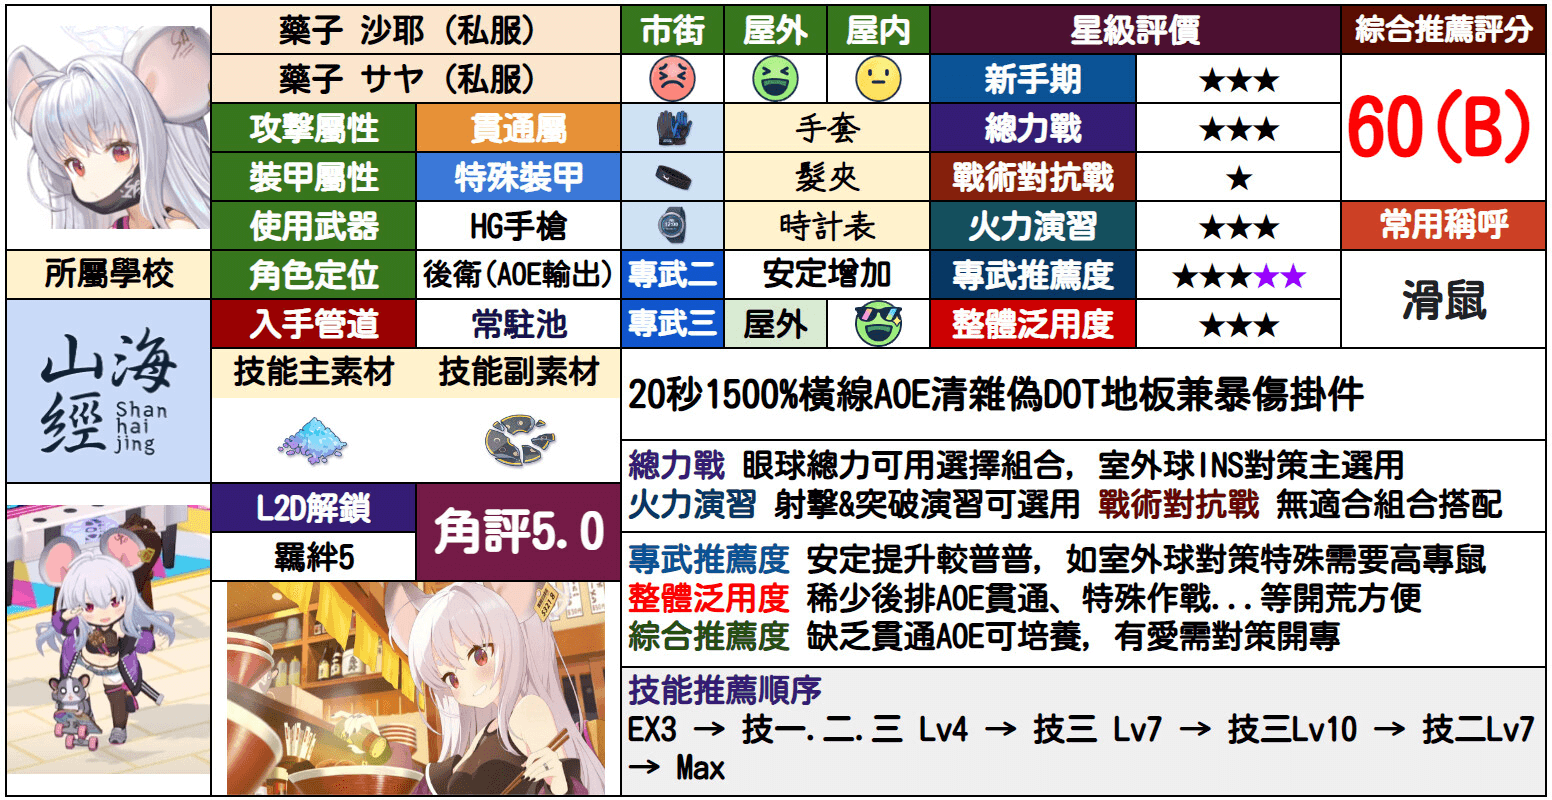 藥子 沙耶 (私服)
藥子 サヤ (私服)
市街 屋外 屋内
星級評價
綜合推薦評分
新手期 ★★★
60(B)
攻擊屬性 貫通屬
手套
總力戰 ★★★
裝甲屬性 特殊裝甲
髮夾
戰術對抗戰 ★
使用武器 HG手槍
時計表
火力演習 ★★★
常用稱呼
所屬學校
角色定位 後衛(AOE輸出)
專武二 安定增加
專武推薦度 ★★★★★
滑鼠
入手管道 常駐池
專武三 屋外
整體泛用度 ★★★
山海
經
Shan
hai
jing
技能主素材 技能副素材
20秒1500%橫線AOE清雜偽DOT地板兼暴傷掛件
總力戰 眼球總力可用選擇組合, 室外球INS對策主選用
火力演習 射擊&突破演習可選用 戰術對抗戰 無適合組合搭配
L2D解鎖
羈絆5
角評5.0
專武推薦度 安定提升較普普, 如室外球對策特殊需要高專鼠
整體泛用度 稀少後排AOE貫通、特殊作戰...等開荒方便
綜合推薦度 缺乏貫通AOE可培養, 有愛需對策開專
技能推薦順序
EX3 → 技一.二.三 Lv4 → 技三 Lv7 → 技三Lv10 → 技二Lv7
→ Max